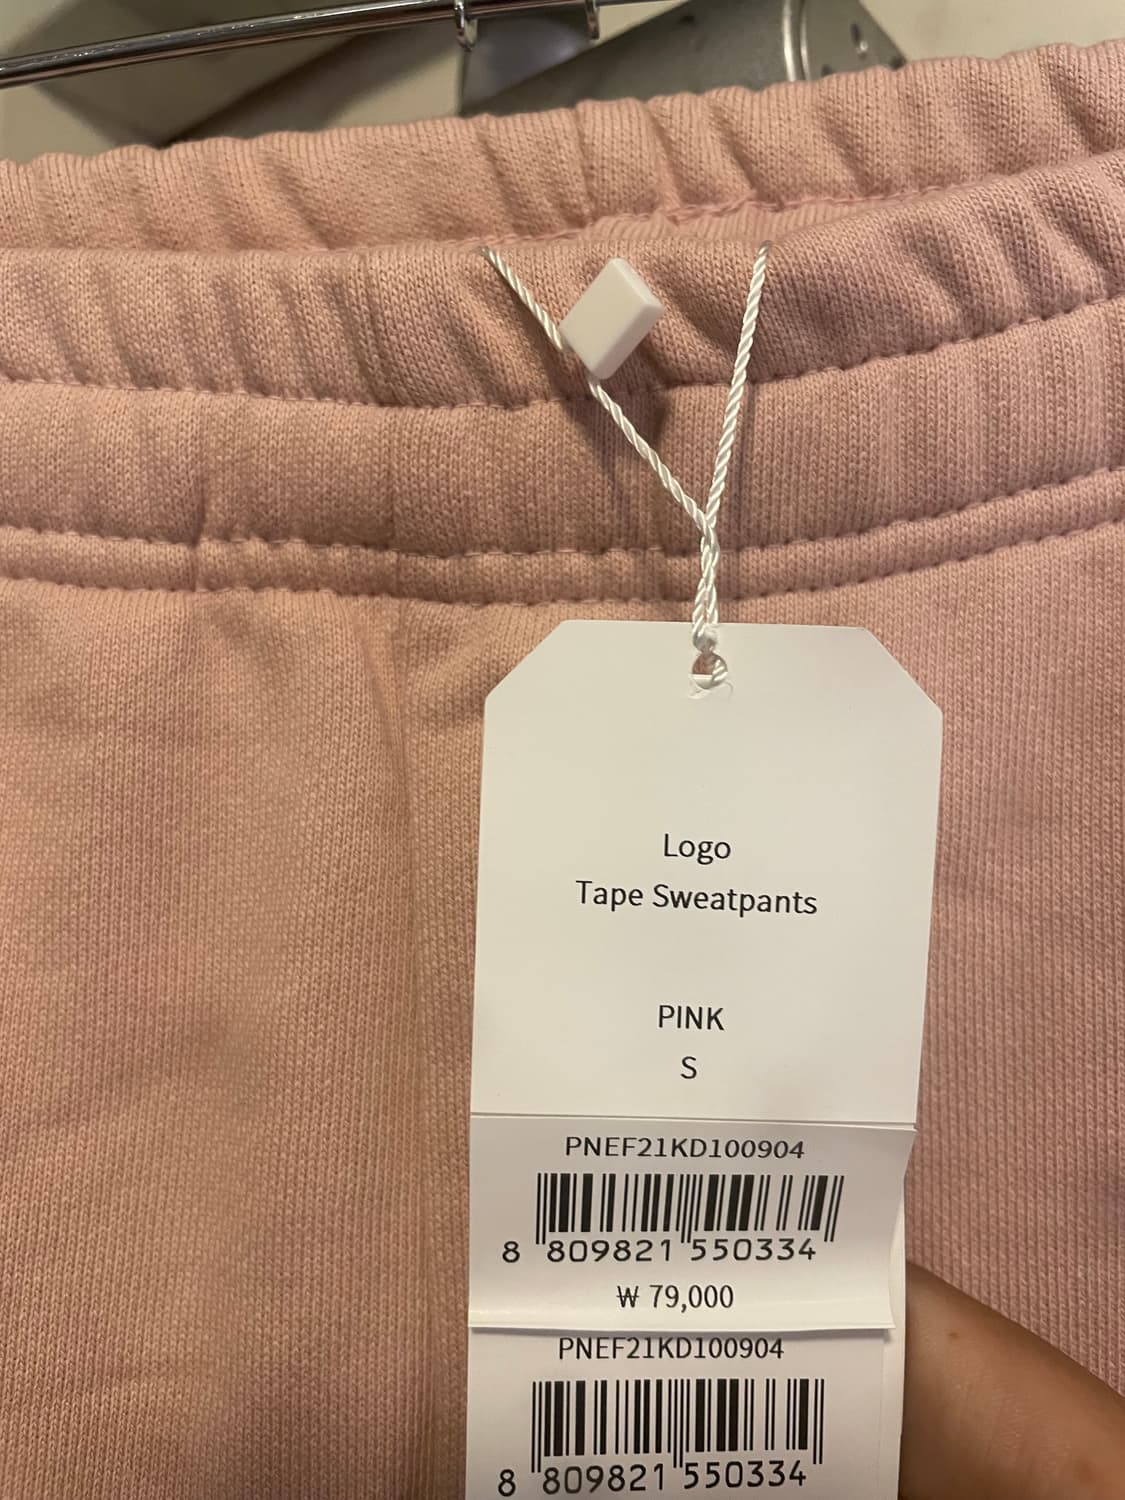 Logo
Tape Sweatpants
PINK
S
PNEF21KD100904
8 809821 550334
₩ 79,000
PNEF21KD100904
8 809821 550334